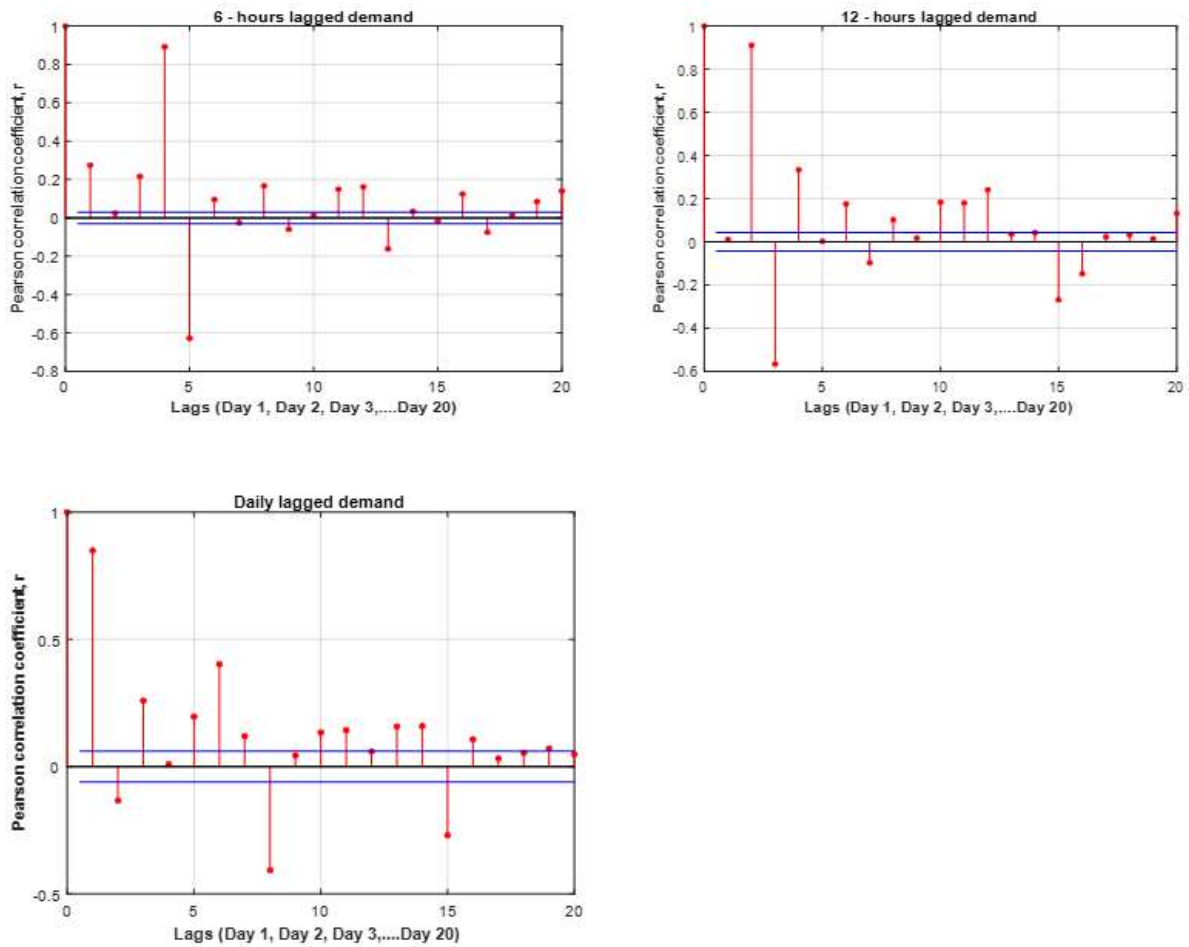 6 - hours lagged demand
Pearson correlation coefficient, r
1
0.8
0.6
0.4
0.2
0
-0.2
-0.4
-0.6
-0.8
0 5 10 15 20
Lags (Day 1, Day 2, Day 3,....Day 20)
12 - hours lagged demand
Pearson correlation coefficient, r
1
0.8
0.6
0.4
0.2
0
-0.2
-0.4
-0.6
0 5 10 15 20
Lags (Day 1, Day 2, Day 3,....Day 20)
Daily lagged demand
Pearson correlation coefficient, r
1
0.5
0
-0.5
0 5 10 15 20
Lags (Day 1, Day 2, Day 3,....Day 20)